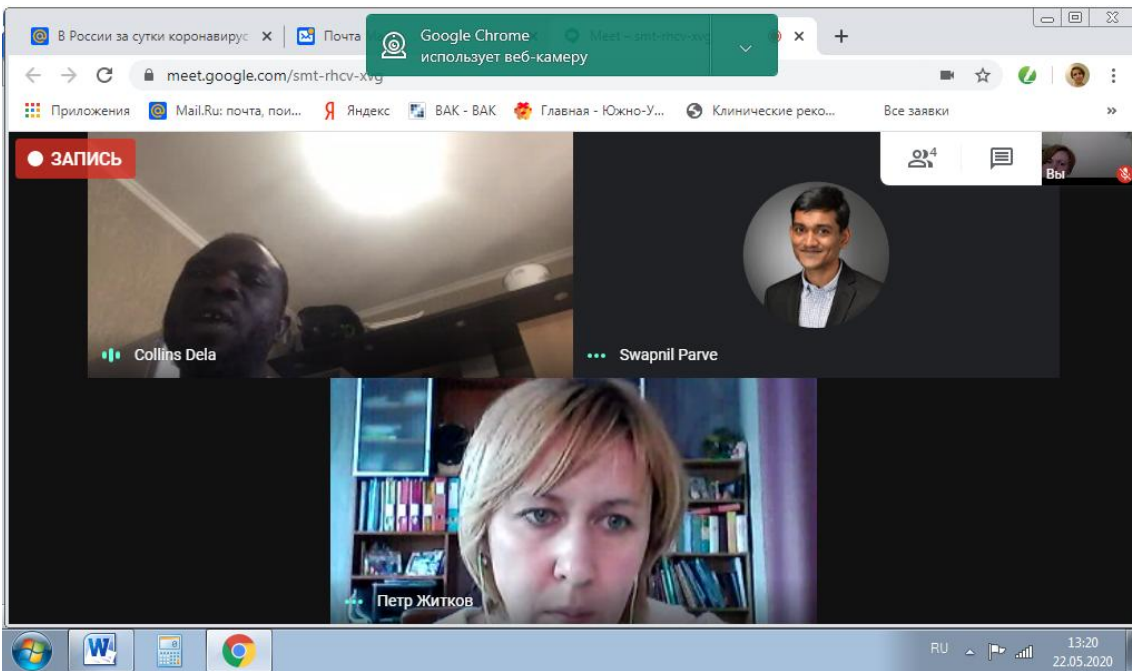 В России за сутки коронавирус
Почта
Meet – smt-rhcv-xvg
Google Chrome
использует веб-камеру
meet.google.com/smt-rhcv-xvg
Приложения
Mail.Ru: почта, пои...
Яндекс
ВАК - ВАК
Главная - Южно-У...
Клинические реко...
Все заявки
»
ЗАПИСЬ
4
Вы
Collins Dela
Swapnil Parve
Петр Житков
RU
13:20
22.05.2020